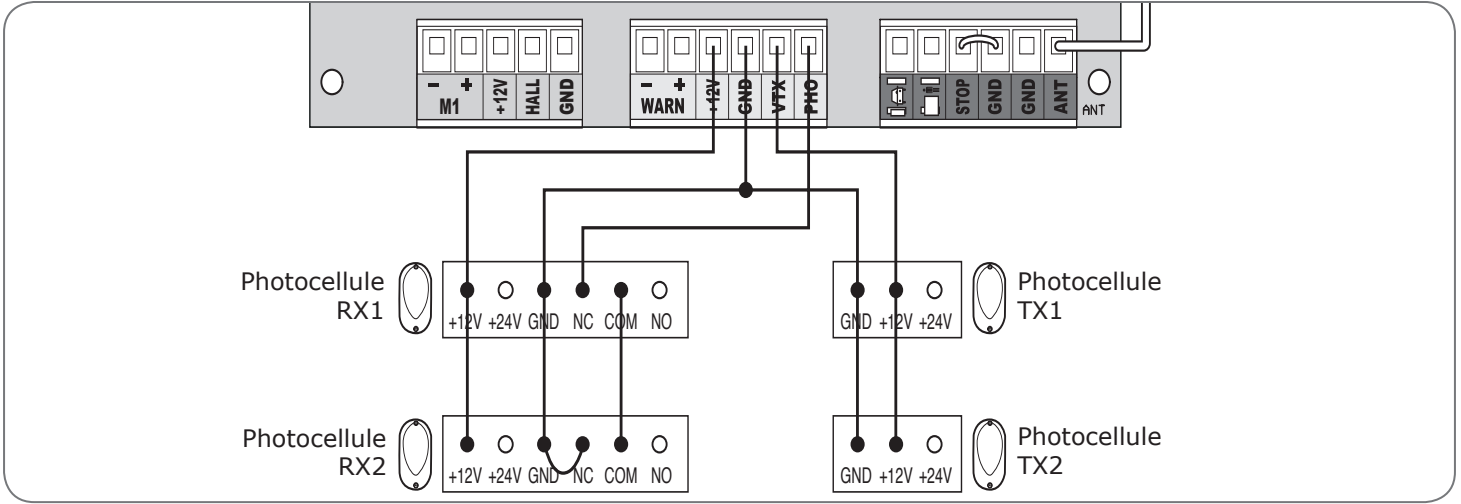 - +
M1
+12V
HALL
GND
- +
WARN
+12V
GND
VTX
PHO
STOP
GND
GND
ANT
ANT
Photocellule
RX1
+12V +24V GND NC COM NO
Photocellule
TX1
GND +12V +24V
Photocellule
RX2
+12V +24V GND NC COM NO
Photocellule
TX2
GND +12V +24V